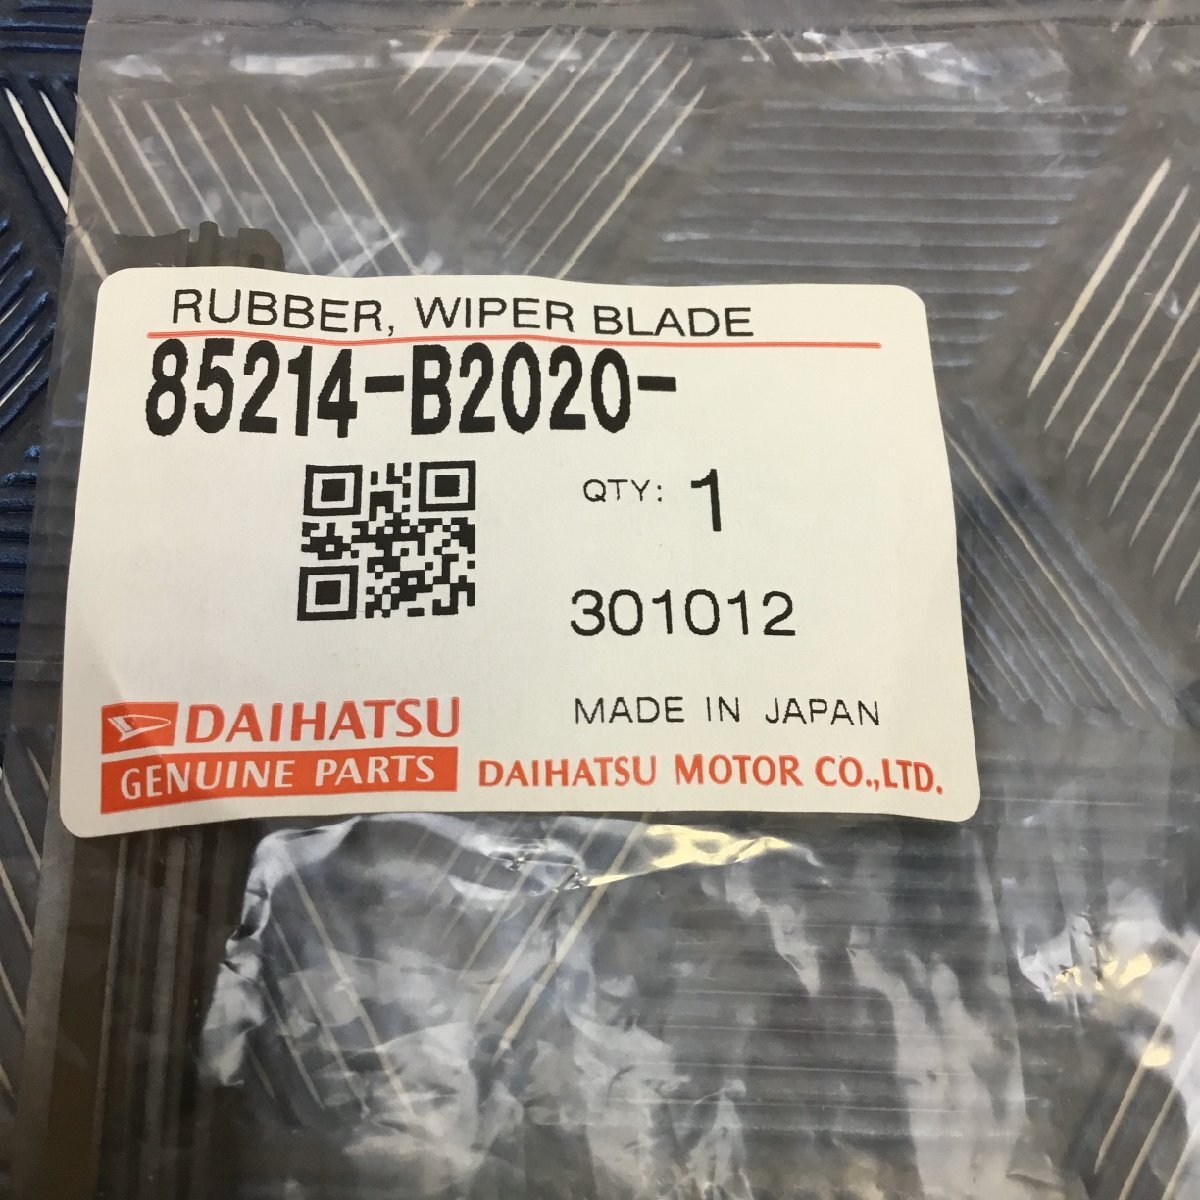 RUBBER, WIPER BLADE
85214-B2020-
QTY: 1
301012
MADE IN JAPAN
DAIHATSU
GENUINE PARTS
DAIHATSU MOTOR CO.,LTD.